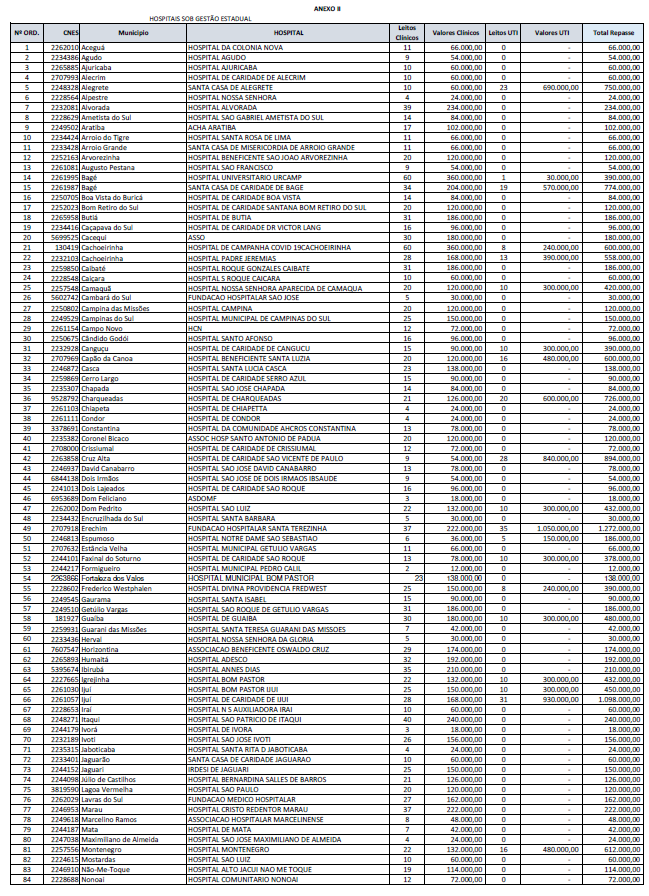 ANEXO II
HOSPITAIS SOB GESTÃO ESTADUAL
Nº ORD. CNES Município HOSPITAL Leitos Clínicos Valores Clínicos Leitos UTI Valores UTI Total Repasse
1 2262010 Aceguá HOSPITAL DA COLONIA NOVA 11 66.000,00 0 - 66.000,00
2 2234386 Agudo HOSPITAL AGUDO 9 54.000,00 0 - 54.000,00
3 2265885 Ajuricaba HOSPITAL AJURICABA 10 60.000,00 0 - 60.000,00
4 2707993 Alecrim HOSPITAL DE CARIDADE DE ALECRIM 10 60.000,00 0 - 60.000,00
5 2248328 Alegrete SANTA CASA DE ALEGRETE 10 60.000,00 23 690.000,00 750.000,00
6 2228564 Alpestre HOSPITAL NOSSA SENHORA 4 24.000,00 0 - 24.000,00
7 2232081 Alvorada HOSPITAL ALVORADA 39 234.000,00 0 - 234.000,00
8 2228629 Ametista do Sul HOSPITAL SAO GABRIEL AMETISTA DO SUL 14 84.000,00 0 - 84.000,00
9 2249502 Aratiba ACHA ARATIBA 17 102.000,00 0 - 102.000,00
10 2234424 Arroio do Tigre HOSPITAL SANTA ROSA DE LIMA 11 66.000,00 0 - 66.000,00
11 2233428 Arroio Grande SANTA CASA DE MISERICORDIA DE ARROIO GRANDE 11 66.000,00 0 - 66.000,00
12 2252163 Arvorezinha HOSPITAL BENEFICENTE SAO JOAO ARVOREZINHA 20 120.000,00 0 - 120.000,00
13 2261081 Augusto Pestana HOSPITAL SAO FRANCISCO 9 54.000,00 0 - 54.000,00
14 2261995 Bagé HOSPITAL UNIVERSITARIO URCAMP 60 360.000,00 1 30.000,00 390.000,00
15 2261987 Bagé SANTA CASA DE CARIDADE DE BAGE 34 204.000,00 19 570.000,00 774.000,00
16 2250705 Boa Vista do Buricá HOSPITAL DE CARIDADE BOA VISTA 14 84.000,00 0 - 84.000,00
17 2252023 Bom Retiro do Sul HOSPITAL DE CARIDADE SANTANA BOM RETIRO DO SUL 20 120.000,00 0 - 120.000,00
18 2265958 Butiá HOSPITAL DE BUTIA 31 186.000,00 0 - 186.000,00
19 2234416 Caçapava do Sul HOSPITAL DE CARIDADE DR VICTOR LANG 16 96.000,00 0 - 96.000,00
20 5699525 Cacequi ASSO 30 180.000,00 0 - 180.000,00
21 130419 Cachoeirinha HOSPITAL DE CAMPANHA COVID 19CACHOEIRINHA 60 360.000,00 8 240.000,00 600.000,00
22 2232103 Cachoeirinha HOSPITAL PADRE JEREMIAS 28 168.000,00 13 390.000,00 558.000,00
23 2259850 Caibaté HOSPITAL ROQUE GONZALES CAIBATE 31 186.000,00 0 - 186.000,00
24 2228548 Caiçara HOSPITAL S ROQUE CAICARA 10 60.000,00 0 - 60.000,00
25 2257548 Camaquã HOSPITAL NOSSA SENHORA APARECIDA DE CAMAQUA 20 120.000,00 10 300.000,00 420.000,00
26 5602742 Cambará do Sul FUNDACAO HOSPITALAR SAO JOSE 5 30.000,00 0 - 30.000,00
27 2250802 Campina das Missões HOSPITAL CAMPINA 20 120.000,00 0 - 120.000,00
28 2249529 Campinas do Sul HOSPITAL MUNICIPAL DE CAMPINAS DO SUL 25 150.000,00 0 - 150.000,00
29 2261154 Campo Novo HCN 12 72.000,00 0 - 72.000,00
30 2250675 Cândido Godói HOSPITAL SANTO AFONSO 16 96.000,00 0 - 96.000,00
31 2232928 Canguçu HOSPITAL DE CARIDADE DE CANGUCU 15 90.000,00 10 300.000,00 390.000,00
32 2707969 Capão da Canoa HOSPITAL BENEFICIENTE SANTA LUZIA 20 120.000,00 16 480.000,00 600.000,00
33 2246872 Casca HOSPITAL SANTA LUCIA CASCA 23 138.000,00 0 - 138.000,00
34 2259869 Cerro Largo HOSPITAL DE CARIDADE SERRO AZUL 15 90.000,00 0 - 90.000,00
35 2235307 Chapada HOSPITAL SAO JOSE CHAPADA 14 84.000,00 0 - 84.000,00
36 9528792 Charqueadas HOSPITAL DE CHARQUEADAS 21 126.000,00 20 600.000,00 726.000,00
37 2261103 Chiapeta HOSPITAL DE CHIAPETTA 4 24.000,00 0 - 24.000,00
38 2261111 Condor HOSPITAL DE CONDOR 4 24.000,00 0 - 24.000,00
39 3378691 Constantina HOSPITAL DA COMUNIDADE AHCROS CONSTANTINA 13 78.000,00 0 - 78.000,00
40 2235382 Coronel Bicaco ASSOC HOSP SANTO ANTONIO DE PADUA 20 120.000,00 0 - 120.000,00
41 2708000 Crissiumal HOSPITAL DE CARIDADE DE CRISSIUMAL 12 72.000,00 0 - 72.000,00
42 2263858 Cruz Alta HOSPITAL DE CARIDADE SAO VICENTE DE PAULO 9 54.000,00 28 840.000,00 894.000,00
43 2246937 David Canabarro HOSPITAL SAO JOSE DAVID CANABARRO 13 78.000,00 0 - 78.000,00
44 6844138 Dois Irmãos HOSPITAL SAO JOSE DE DOIS IRMAOS IBSAUDE 9 54.000,00 0 - 54.000,00
45 2241013 Dois Lajeados HOSPITAL DE CARIDADE SAO ROQUE 16 96.000,00 0 - 96.000,00
46 6953689 Dom Feliciano ASDOMF 3 18.000,00 0 - 18.000,00
47 2262002 Dom Pedrito HOSPITAL SAO LUIZ 22 132.000,00 10 300.000,00 432.000,00
48 2234432 Encruzilhada do Sul HOSPITAL SANTA BARBARA 5 30.000,00 0 - 30.000,00
49 2707918 Erechim FUNDACAO HOSPITALAR SANTA TEREZINHA 37 222.000,00 35 1.050.000,00 1.272.000,00
50 2246813 Espumoso HOSPITAL NOTRE DAME SAO SEBASTIAO 6 36.000,00 5 150.000,00 186.000,00
51 2707632 Estância Velha HOSPITAL MUNICIPAL GETULIO VARGAS 11 66.000,00 0 - 66.000,00
52 2244101 Faxinal do Soturno HOSPITAL DE CARIDADE SAO ROQUE 13 78.000,00 10 300.000,00 378.000,00
53 2244217 Formigueiro HOSPITAL MUNICIPAL PEDRO CALIL 2 12.000,00 0 - 12.000,00
54 2263866 Fortaleza dos Valos HOSPITAL MUNICIPAL BOM PASTOR 23 138.000,00 0 - 138.000,00
55 2228602 Frederico Westphalen HOSPITAL DIVINA PROVIDENCIA FREDWEST 25 150.000,00 8 240.000,00 390.000,00
56 2249545 Gaurama HOSPITAL SANTA ISABEL 15 90.000,00 0 - 90.000,00
57 2249510 Getúlio Vargas HOSPITAL SAO ROQUE DE GETULIO VARGAS 31 186.000,00 0 - 186.000,00
58 181927 Guaíba HOSPITAL DE GUAIBA 30 180.000,00 10 300.000,00 480.000,00
59 2259931 Guarani das Missões HOSPITAL SANTA TERESA GUARANI DAS MISSOES 7 42.000,00 0 - 42.000,00
60 2233436 Herval HOSPITAL NOSSA SENHORA DA GLORIA 5 30.000,00 0 - 30.000,00
61 7607547 Horizontina ASSOCIACAO BENEFICENTE OSWALDO CRUZ 29 174.000,00 0 - 174.000,00
62 2265893 Humaitá HOSPITAL ADESCO 32 192.000,00 0 - 192.000,00
63 5395674 Ibirubá HOSPITAL ANNES DIAS 35 210.000,00 0 - 210.000,00
64 2227665 Igrejinha HOSPITAL BOM PASTOR 22 132.000,00 10 300.000,00 432.000,00
65 2261030 Ijuí HOSPITAL BOM PASTOR IJUI 25 150.000,00 10 300.000,00 450.000,00
66 2261057 Ijuí HOSPITAL DE CARIDADE DE IJUI 28 168.000,00 31 930.000,00 1.098.000,00
67 2228653 Iraí HOSPITAL N S AUXILIADORA IRAI 10 60.000,00 0 - 60.000,00
68 2248271 Itaqui HOSPITAL SAO PATRICIO DE ITAQUI 40 240.000,00 0 - 240.000,00
69 2244179 Ivorá HOSPITAL DE IVORA 3 18.000,00 0 - 18.000,00
70 2232189 Ivoti HOSPITAL SAO JOSE IVOTI 26 156.000,00 0 - 156.000,00
71 2235315 Jaboticaba HOSPITAL SANTA RITA D JABOTICABA 4 24.000,00 0 - 24.000,00
72 2233401 Jaguarão SANTA CASA DE CARIDADE JAGUARAO 10 60.000,00 0 - 60.000,00
73 2244152 Jaguari IRDESI DE JAGUARI 25 150.000,00 0 - 150.000,00
74 2244098 Júlio de Castilhos HOSPITAL BERNARDINA SALLES DE BARROS 21 126.000,00 0 - 126.000,00
75 3819590 Lagoa Vermelha HOSPITAL SAO PAULO 20 120.000,00 0 - 120.000,00
76 2262029 Lavras do Sul FUNDACAO MEDICO HOSPITALAR 27 162.000,00 0 - 162.000,00
77 2246953 Marau HOSPITAL CRISTO REDENTOR MARAU 37 222.000,00 0 - 222.000,00
78 2249618 Marcelino Ramos ASSOCIACAO HOSPITALAR MARCELINENSE 8 48.000,00 0 - 48.000,00
79 2244187 Mata HOSPITAL DE MATA 7 42.000,00 0 - 42.000,00
80 2247038 Maximiliano de Almeida HOSPITAL SAO JOSE MAXIMILIANO DE ALMEIDA 4 24.000,00 0 - 24.000,00
81 2257556 Montenegro HOSPITAL MONTENEGRO 22 132.000,00 16 480.000,00 612.000,00
82 2224615 Mostardas HOSPITAL SAO LUIZ 10 60.000,00 0 - 60.000,00
83 2246910 Não-Me-Toque HOSPITAL ALTO JACUI NAO ME TOQUE 19 114.000,00 0 - 114.000,00
84 2228688 Nonoai HOSPITAL COMUNITARIO NONOAI 12 72.000,00 0 - 72.000,00